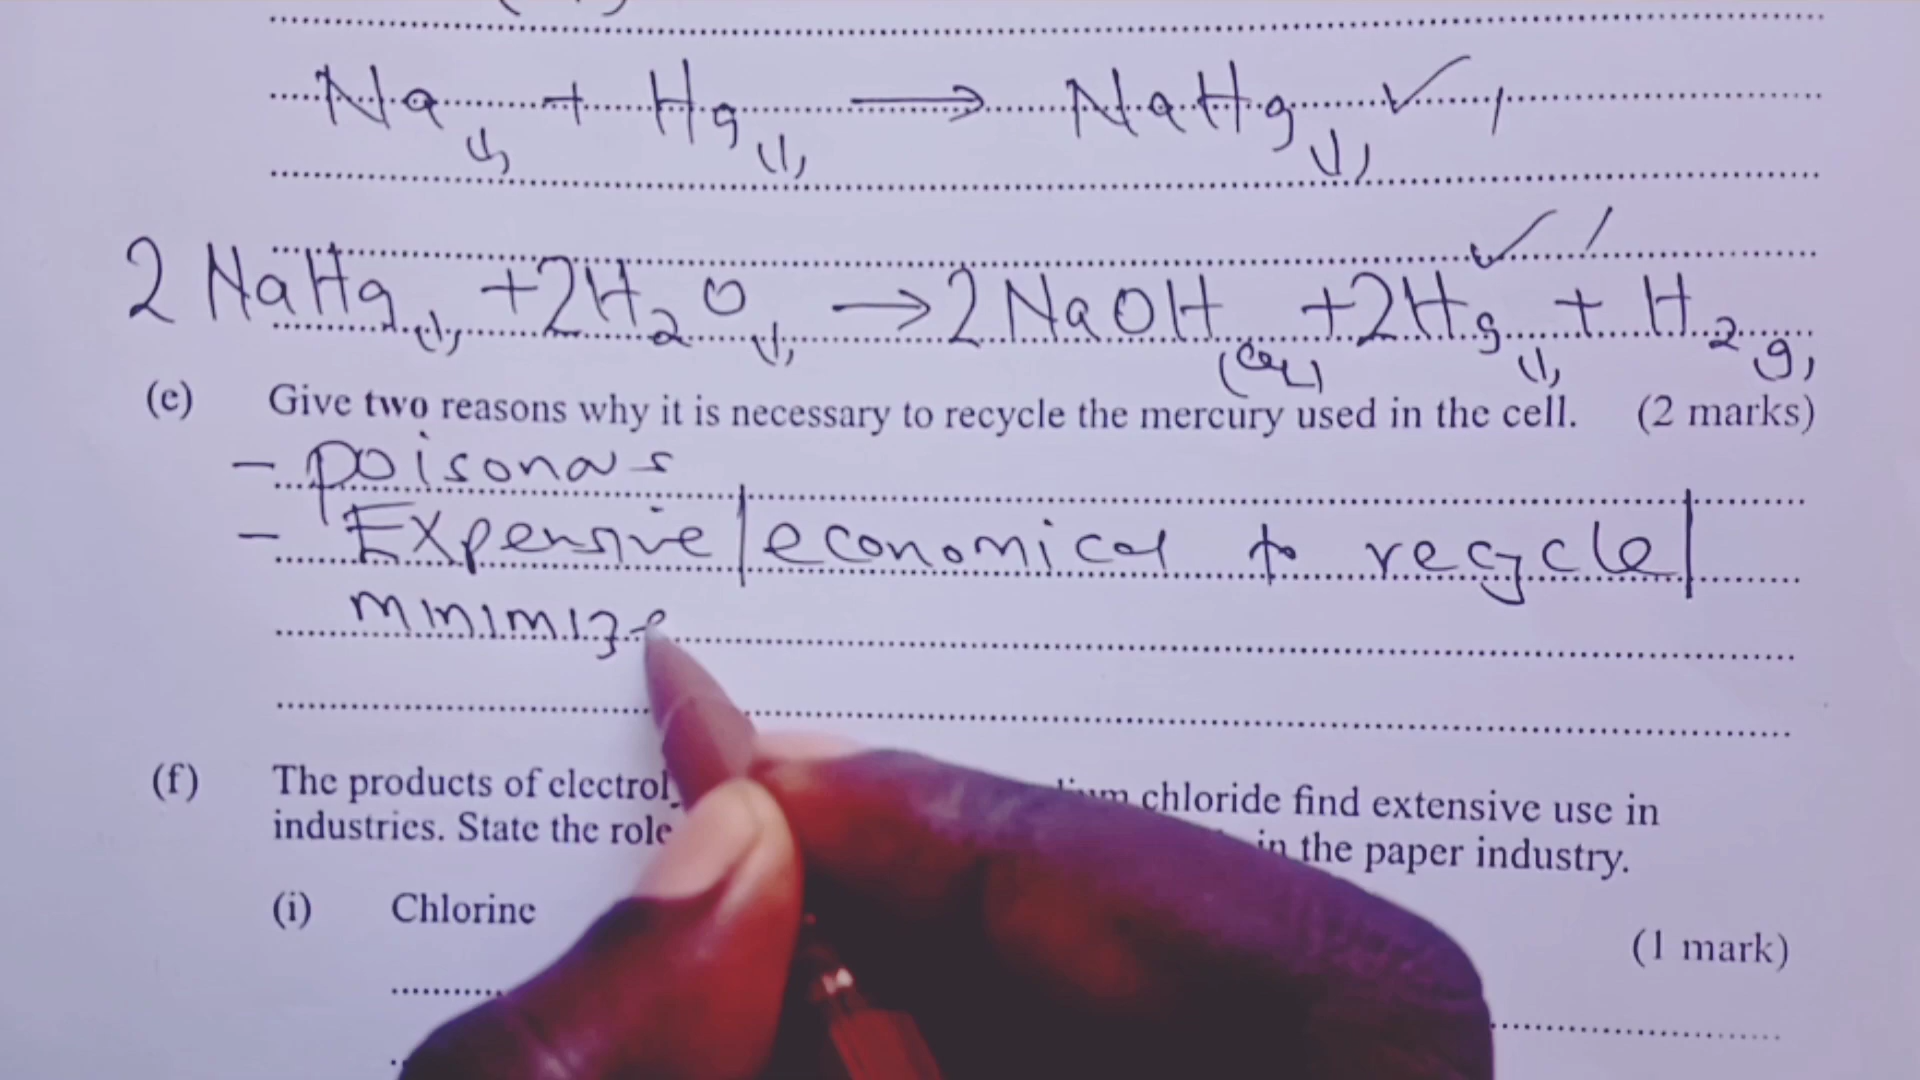 Na(l) + Hg(l) → NaHg(l) ✓ 1
2NaHg(l) + 2H2O(l) → 2NaOH(aq) + 2Hg(l) + H2(g) ✓ 1
(e) Give two reasons why it is necessary to recycle the mercury used in the cell. (2 marks)
- poisonous
- Expensive/economical to recycle/
minimize
(f) The products of electrol chloride find extensive use in
industries. State the role in the paper industry.
(i) Chlorine
(1 mark)